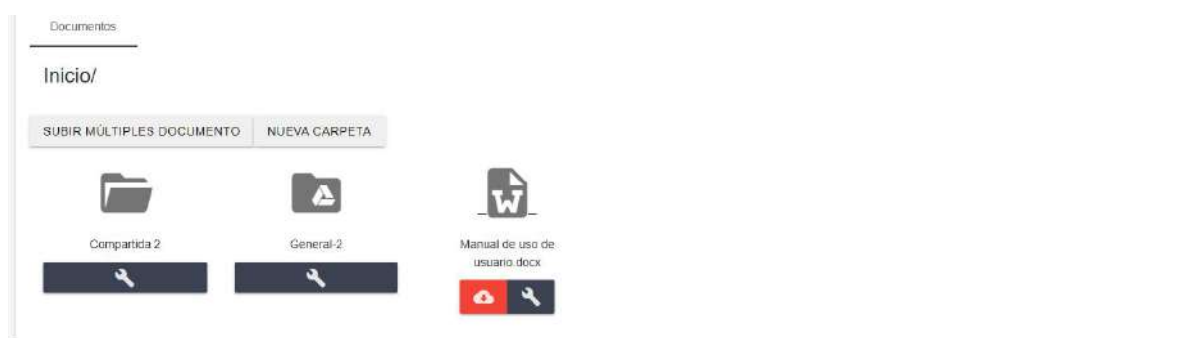 Documentos
Inicio/
SUBIR MÚLTIPLES DOCUMENTO NUEVA CARPETA
Compartida 2 General-2 Manual de uso de
usuario.docx